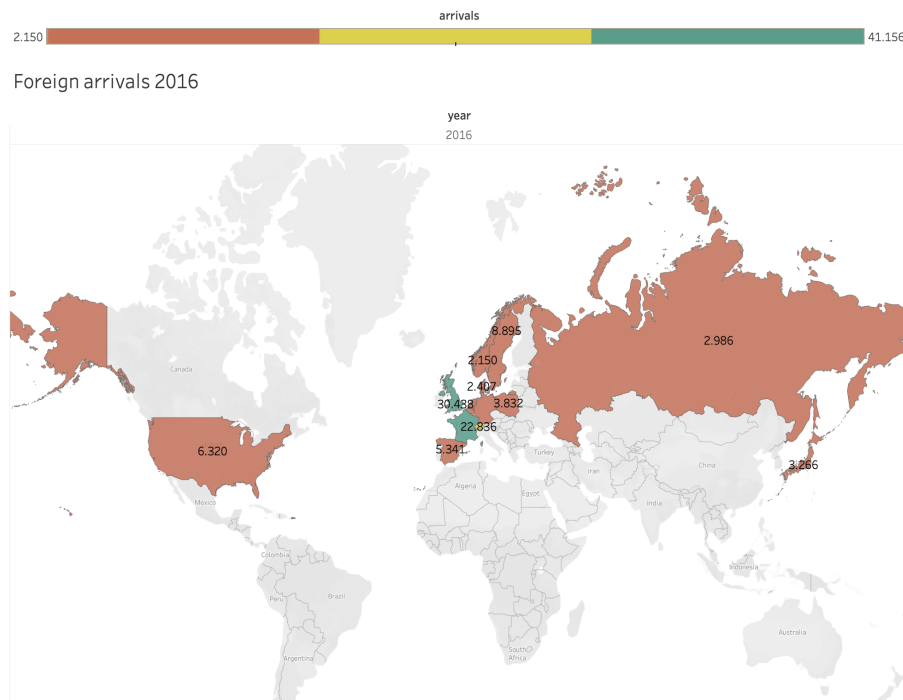 arrivals
2.150
41.156
Foreign arrivals 2016
year
2016
8.895
2.986
2.150
Canada
2.407
30.438
3.832
22.836
6.320
5.341
Turkey
3.266
China
Iran
Algeria
Egypt
Mexico
India
Colombia
Indonesia
Peru
Brazil
Australia
South
Africa
Argentina